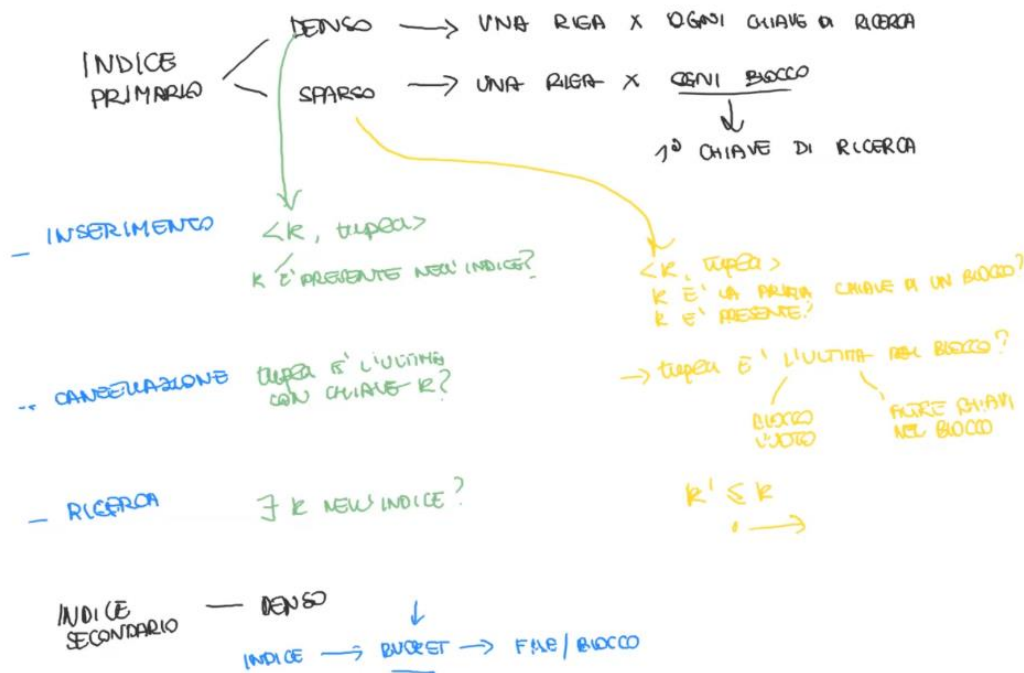 INDICE PRIMARIO
DENSO → UNA RIGA X OGNI CHIAVE DI RICERCA
SPARSO → UNA RIGA X OGNI BLOCCO
1° CHIAVE DI RICERCA
- INSERIMENTO
<K, tupla>
K E' PRESENTE NELL'INDICE?
<K, tupla>
K E' LA PRIMA CHIAVE DI UN BLOCCO?
K E' PRESENTE?
- CANCELLAZIONE
tupla E' L'ULTIMA
CON CHIAVE K?
→ tupla E' L'ULTIMA DEL BLOCCO?
BLOCCO
VUOTO
ALTRE CHIAVI
NEL BLOCCO
- RICERCA
∃ K NELL'INDICE?
K' ≤ K
INDICE
SECONDARIO — DENSO
INDICE → BUCKET → FILE/BLOCCO